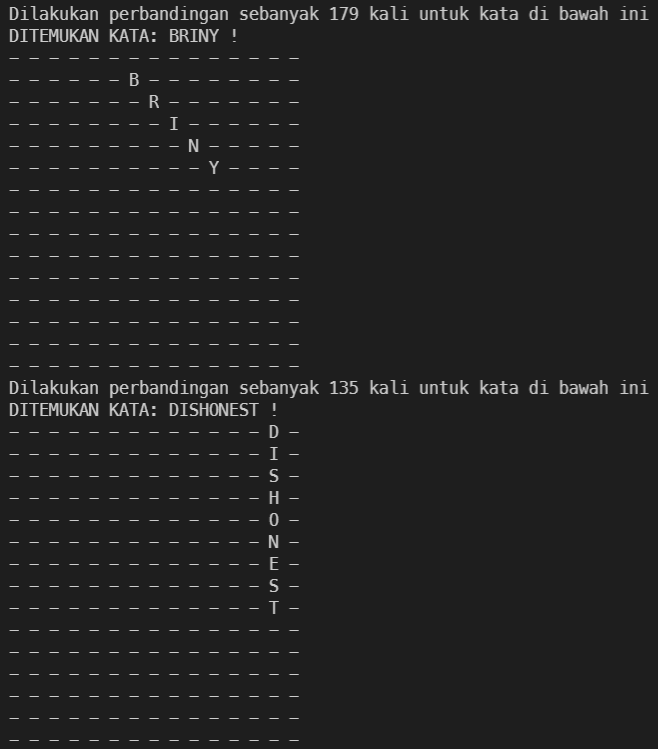 Dilakukan perbandingan sebanyak 179 kali untuk kata di bawah ini
DITEMUKAN KATA: BRINY !
- - - - - - - - - - - - - - -
- - - - - - B - - - - - - - -
- - - - - - - R - - - - - - -
- - - - - - - - I - - - - - -
- - - - - - - - - N - - - - -
- - - - - - - - - - Y - - - -
- - - - - - - - - - - - - - -
- - - - - - - - - - - - - - -
- - - - - - - - - - - - - - -
- - - - - - - - - - - - - - -
- - - - - - - - - - - - - - -
- - - - - - - - - - - - - - -
- - - - - - - - - - - - - - -
- - - - - - - - - - - - - - -
- - - - - - - - - - - - - - -
Dilakukan perbandingan sebanyak 135 kali untuk kata di bawah ini
DITEMUKAN KATA: DISHONEST !
- - - - - - - - - - - - - D -
- - - - - - - - - - - - - I -
- - - - - - - - - - - - - S -
- - - - - - - - - - - - - H -
- - - - - - - - - - - - - O -
- - - - - - - - - - - - - N -
- - - - - - - - - - - - - E -
- - - - - - - - - - - - - S -
- - - - - - - - - - - - - T -
- - - - - - - - - - - - - - -
- - - - - - - - - - - - - - -
- - - - - - - - - - - - - - -
- - - - - - - - - - - - - - -
- - - - - - - - - - - - - - -
- - - - - - - - - - - - - - -